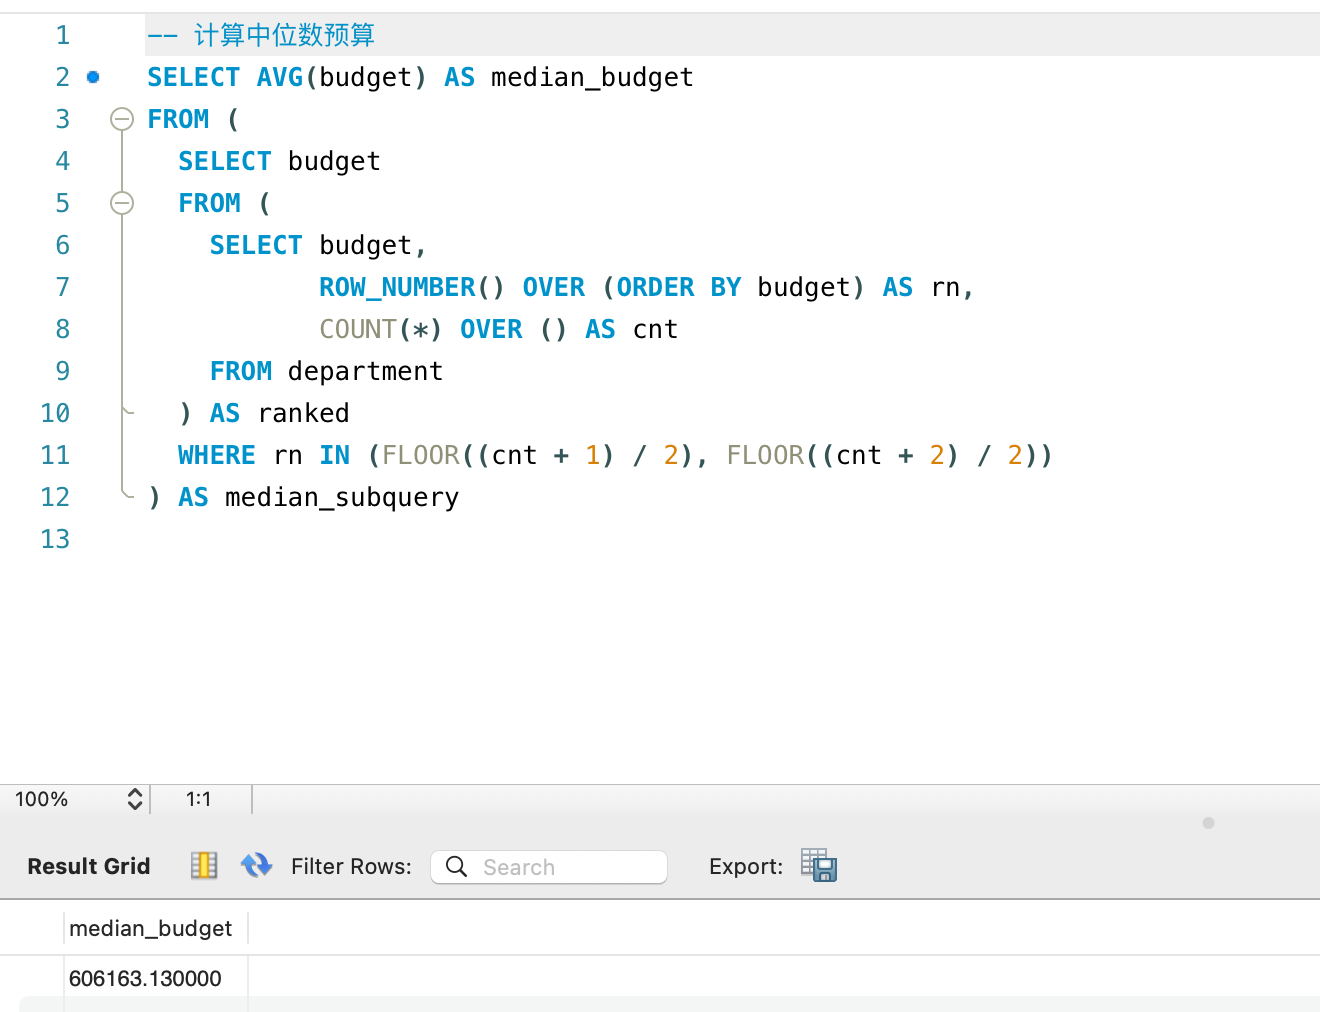 1 -- 计算中位数预算
2 SELECT AVG(budget) AS median_budget
3 FROM (
4 SELECT budget
5 FROM (
6 SELECT budget,
7 ROW_NUMBER() OVER (ORDER BY budget) AS rn,
8 COUNT(*) OVER () AS cnt
9 FROM department
10 ) AS ranked
11 WHERE rn IN (FLOOR((cnt + 1) / 2), FLOOR((cnt + 2) / 2))
12 ) AS median_subquery
13
100% 1:1
Result Grid Filter Rows: Search Export:
median_budget
606163.130000